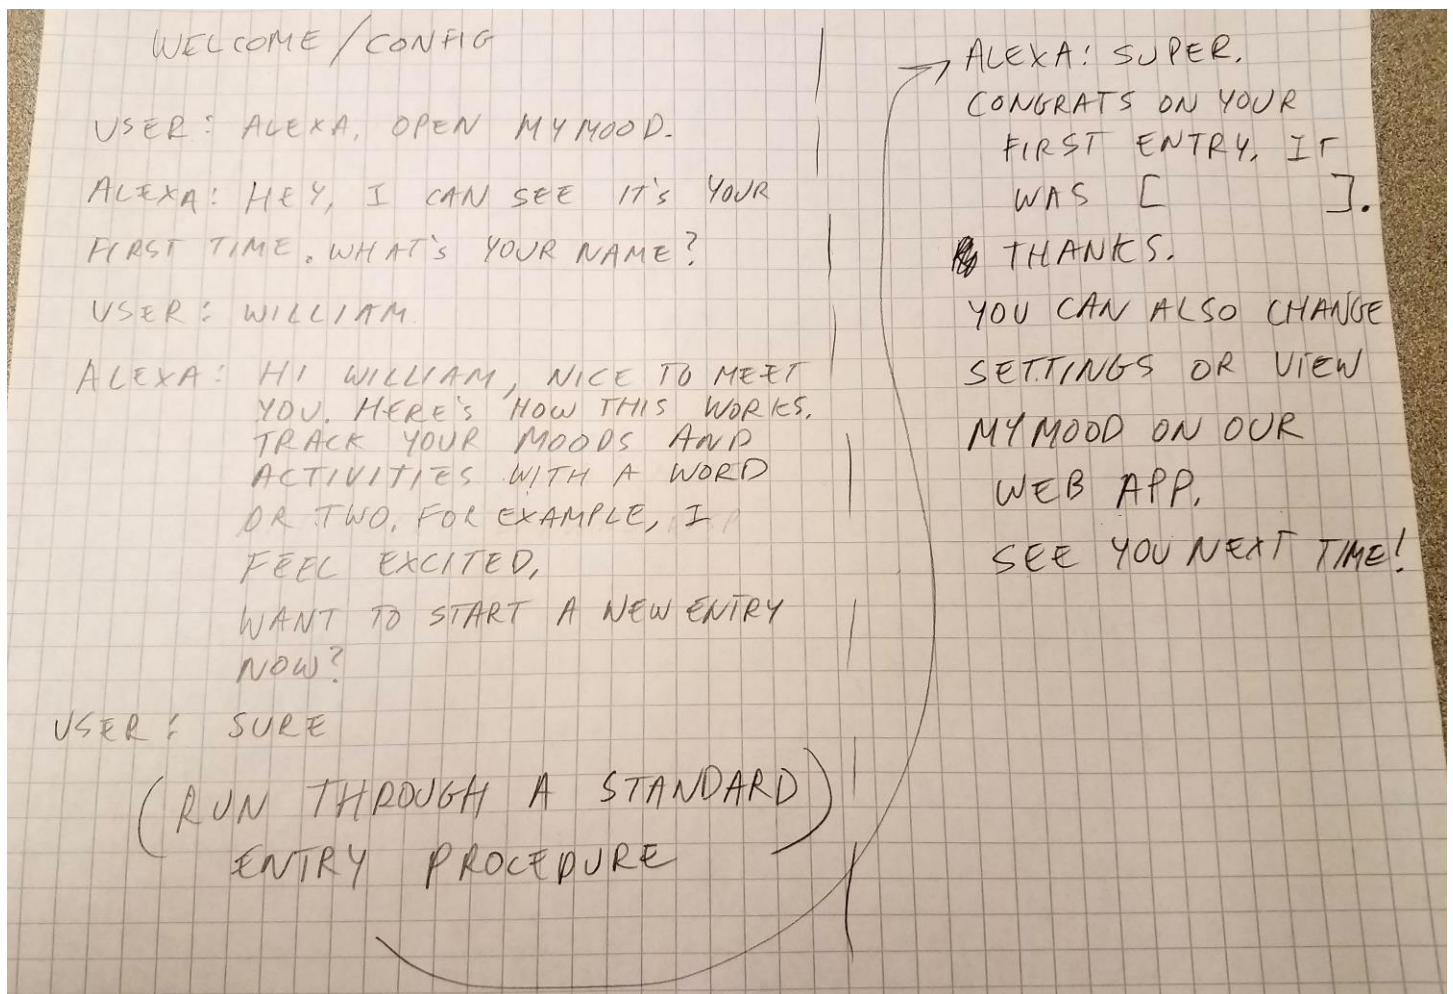 WELCOME/CONFIG
USER: ALEXA, OPEN MYMOOD.
ALEXA: HEY, I CAN SEE IT'S YOUR
FIRST TIME. WHAT'S YOUR NAME?
USER: WILLIAM
ALEXA: HI WILLIAM, NICE TO MEET
YOU. HERE'S HOW THIS WORKS.
TRACK YOUR MOODS AND
ACTIVITIES WITH A WORD
OR TWO. FOR EXAMPLE, I
FEEL EXCITED,
WANT TO START A NEW ENTRY
NOW?
USER: SURE
(RUN THROUGH A STANDARD
ENTRY PROCEDURE)
ALEXA: SUPER.
CONGRATS ON YOUR
FIRST ENTRY. IT
WAS [ ].
THANKS.
YOU CAN ALSO CHANGE
SETTINGS OR VIEW
MYMOOD ON OUR
WEB APP.
SEE YOU NEXT TIME!